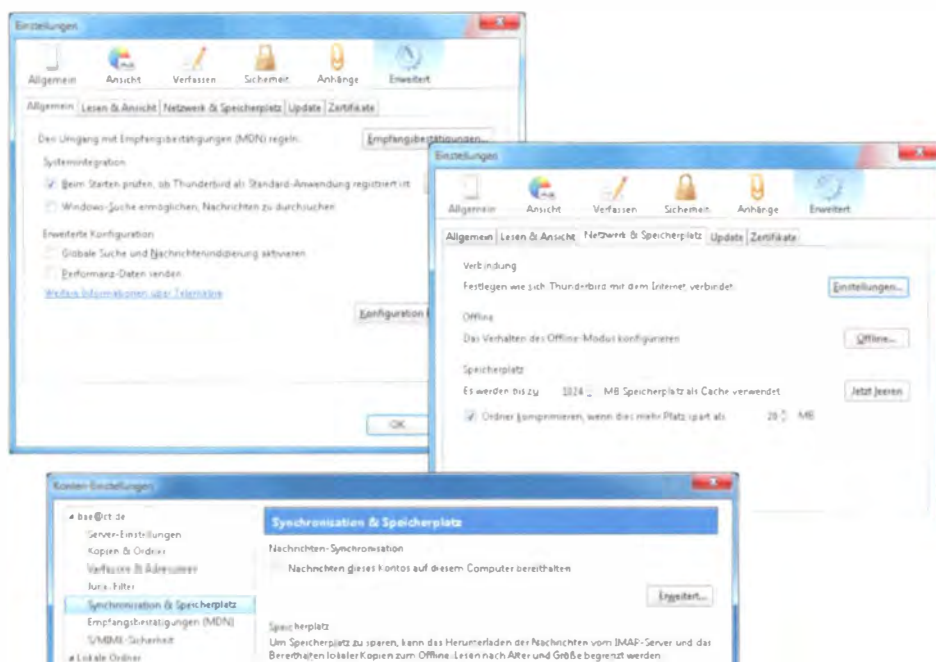 Einstellungen
Allgemein Ansicht Verfassen Sicherheit Anhänge Erweitert
Allgemein Lesen & Ansicht Netzwerk & Speicherplatz Update Zertifikate
Den Umgang mit Empfangsbestätigungen (MDN) regeln: Empfangsbestätigungen...
Systemintegration
Beim Starten prüfen, ob Thunderbird als Standard-Anwendung registriert ist
Windows-Suche ermöglichen, Nachrichten zu durchsuchen
Erweiterte Konfiguration
Globale Suche und Nachrichtenindizierung aktivieren
Performanz-Daten senden
Weitere Informationen über Telemetrie
Konfiguration
OK
Einstellungen
Allgemein Ansicht Verfassen Sicherheit Anhänge Erweitert
Allgemein Lesen & Ansicht Netzwerk & Speicherplatz Update Zertifikate
Verbindung
Festlegen wie sich Thunderbird mit dem Internet verbindet Einstellungen...
Offline
Das Verhalten des Offline-Modus konfigurieren Offline...
Speicherplatz
Es werden bis zu 1024 MB Speicherplatz als Cache verwendet Jetzt leeren
Ordner komprimieren, wenn dies mehr Platz spart als 20 MB
Konten-Einstellungen
bae@ct.de
Server-Einstellungen
Kopien & Ordner
Verfassen & Adressieren
Junk-Filter
Synchronisation & Speicherplatz
Empfangsbestätigungen (MDN)
S/MIME-Sicherheit
Lokale Ordner
Synchronisation & Speicherplatz
Nachrichten-Synchronisation
Nachrichten dieses Kontos auf diesem Computer bereithalten
Erweitert...
Speicherplatz
Um Speicherplatz zu sparen, kann das Herunterladen der Nachrichten vom IMAP-Server und das
Bereithalten lokaler Kopien zum Offline-Lesen nach Alter und Größe begrenzt werden